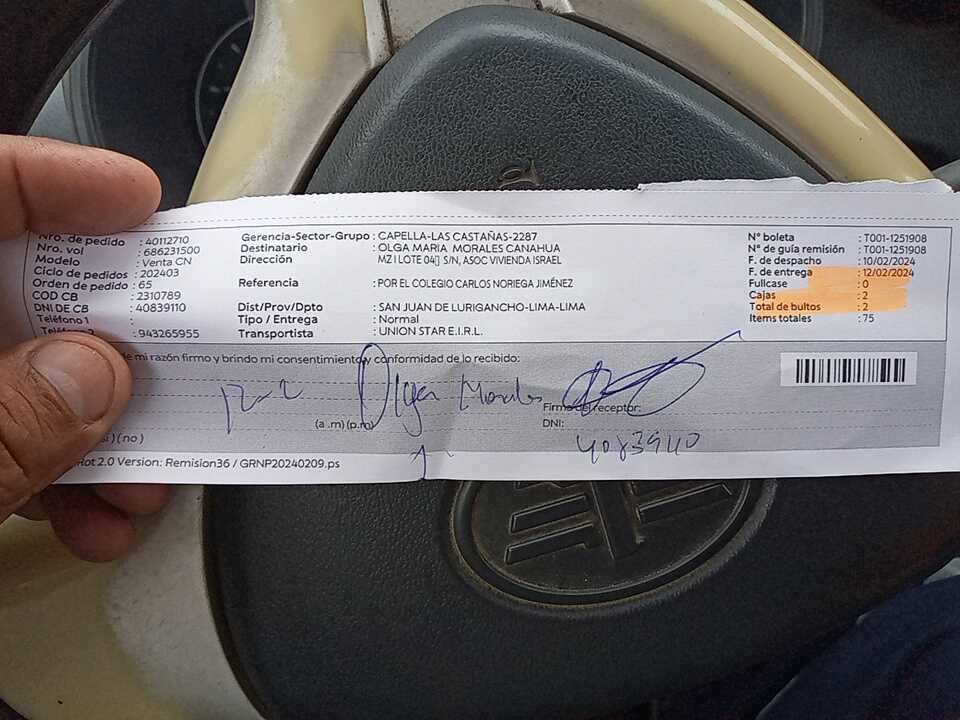 Nro. de pedido : 40112710
Nro. vol : 686231500
Modelo : Venta CN
Ciclo de pedidos : 202403
Orden de pedido : 65
COD CB : 2310789
DNI DE CB : 40839110
Teléfono 1 :
Teléfono 2 : 943265955
Gerencia-Sector-Grupo : CAPELLA-LAS CASTAÑAS-2287
Destinatario : OLGA MARIA MORALES CANAHUA
Dirección MZ I LOTE 04▯ S/N, ASOC VIVIENDA ISRAEL
Referencia : POR EL COLEGIO CARLOS NORIEGA JIMÉNEZ
Dist/Prov/Dpto : SAN JUAN DE LURIGANCHO-LIMA-LIMA
Tipo / Entrega : Normal
Transportista : UNION STAR E.I.R.L.
N° boleta : T001-1251908
N° de guía remisión : T001-1251908
F. de despacho : 10/02/2024
F. de entrega : 12/02/2024
Fullcase : 0
Cajas : 2
Total de bultos : 2
Items totales : 75
de mi razón firmo y brindo mi consentimiento y conformidad de lo recibido:
Olga Morales
(a .m) (p.m)
Firma del receptor:
DNI:
40839110
) ( no )
Rot 2.0 Version: Remision36 / GRNP20240209.ps